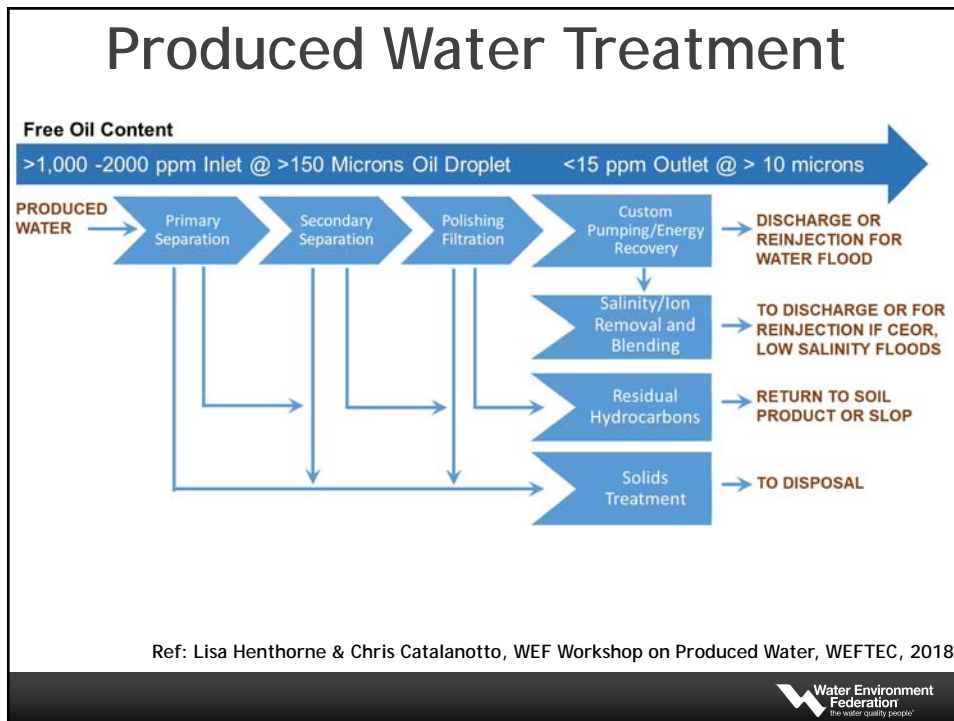 Produced Water Treatment
Free Oil Content
>1,000 -2000 ppm Inlet @ >150 Microns Oil Droplet
<15 ppm Outlet @ > 10 microns
PRODUCED
WATER
Primary
Separation
Secondary
Separation
Polishing
Filtration
Custom
Pumping/Energy
Recovery
DISCHARGE OR
REINJECTION FOR
WATER FLOOD
Salinity/Ion
Removal and
Blending
TO DISCHARGE OR FOR
REINJECTION IF CEOR,
LOW SALINITY FLOODS
Residual
Hydrocarbons
RETURN TO SOIL
PRODUCT OR SLOP
Solids
Treatment
TO DISPOSAL
Ref: Lisa Henthorne & Chris Catalanotto, WEF Workshop on Produced Water, WEFTEC, 2018
Water Environment
Federation
the water quality people®